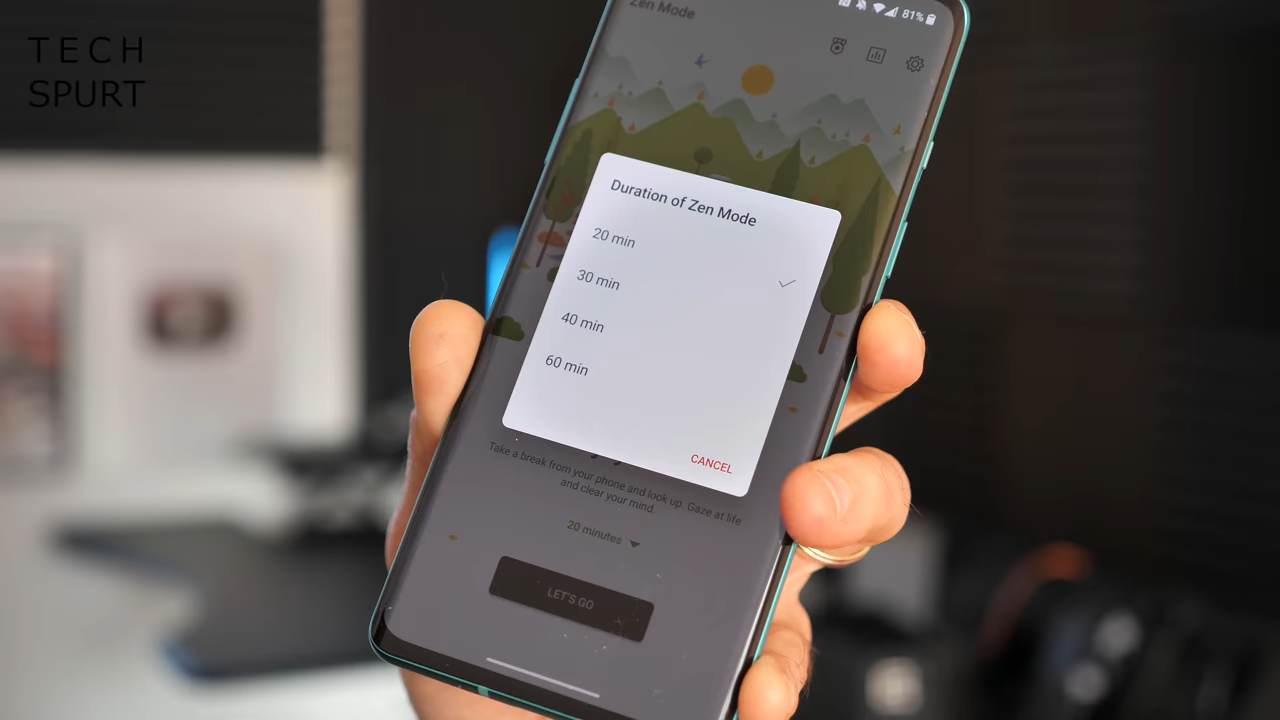 TECH
SPURT
Zen Mode
81%
Duration of Zen Mode
20 min
30 min
40 min
60 min
CANCEL
Take a break from your phone and look up. Gaze at life
and clear your mind.
20 minutes
LET'S GO